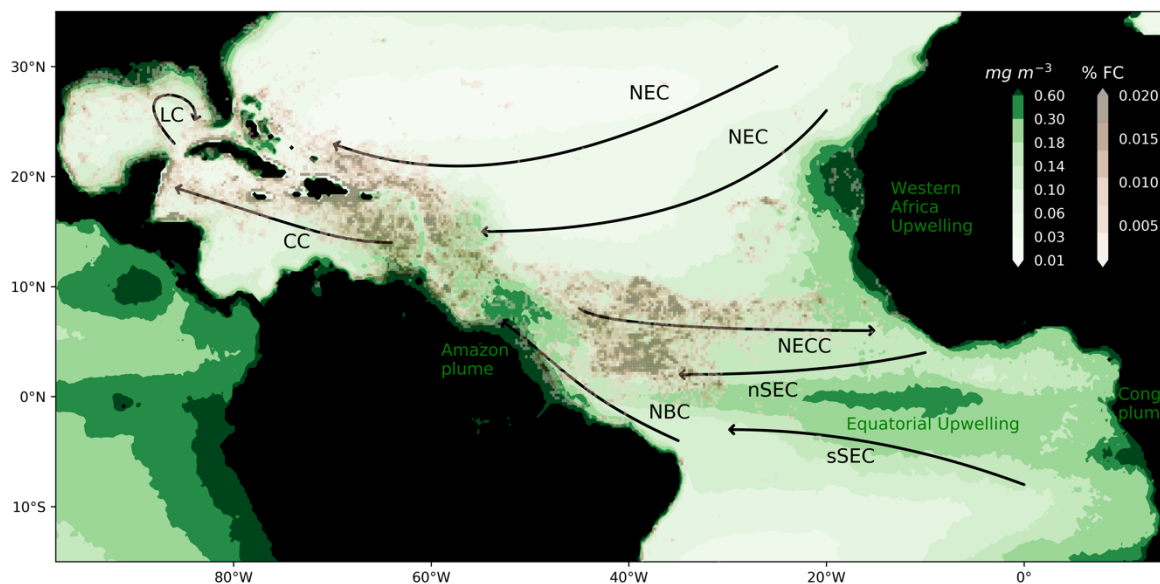 30°N
20°N
10°N
0°N
10°S
80°W
60°W
40°W
20°W
0°
NEC
NEC
LC
CC
NECC
nSEC
NBC
sSEC
Western
Africa
Upwelling
Amazon
plume
Equatorial Upwelling
Cong
plum
mg m⁻³
0.60
0.30
0.18
0.10
0.06
0.03
0.01
% FC
0.020
0.015
0.010
0.005